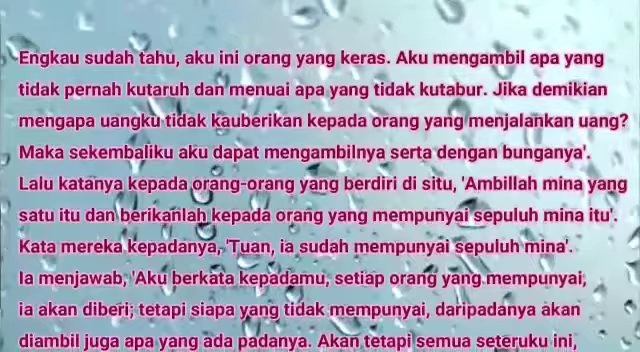 Engkau sudah tahu, aku ini orang yang keras. Aku mengambil apa yang
tidak pernah kutaruh dan menuai apa yang tidak kutabur. Jika demikian
mengapa uangku tidak kauberikan kepada orang yang menjalankan uang?
Maka sekembaliku aku dapat mengambilnya serta dengan bunganya'.
Lalu katanya kepada orang-orang yang berdiri di situ, 'Ambillah mina yang
satu itu dan berikanlah kepada orang yang mempunyai sepuluh mina itu'.
Kata mereka kepadanya, 'Tuan, ia sudah mempunyai sepuluh mina'.
Ia menjawab, 'Aku berkata kepadamu, setiap orang yang mempunyai,
ia akan diberi; tetapi siapa yang tidak mempunyai, daripadanya akan
diambil juga apa yang ada padanya. Akan tetapi semua seteruku ini,